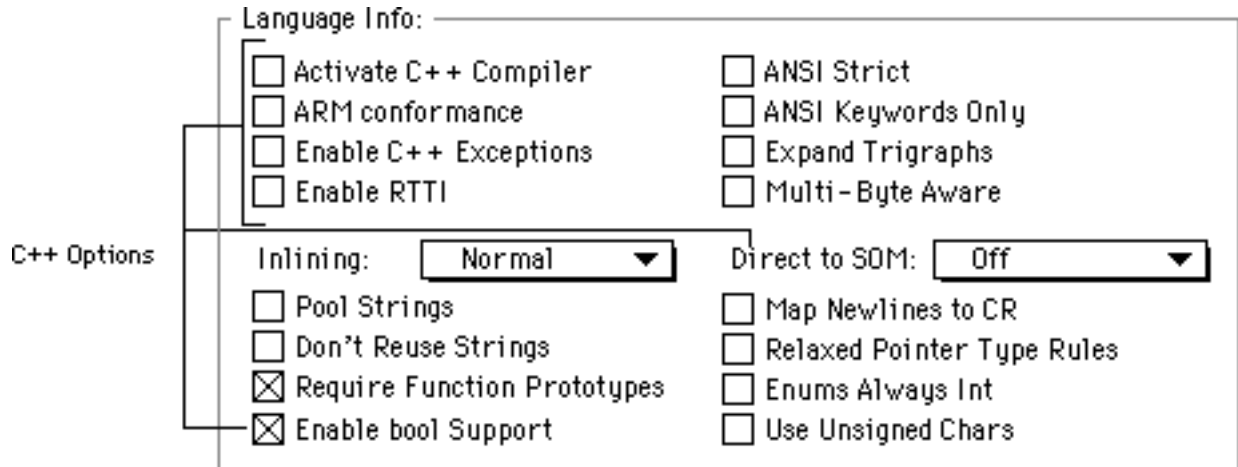 Language Info:
Activate C++ Compiler
ANSI Strict
ARM conformance
ANSI Keywords Only
Enable C++ Exceptions
Expand Trigraphs
Enable RTTI
Multi-Byte Aware
C++ Options
Inlining: Normal
Direct to SOM: Off
Pool Strings
Map Newlines to CR
Don't Reuse Strings
Relaxed Pointer Type Rules
Require Function Prototypes
Enums Always Int
Enable bool Support
Use Unsigned Chars